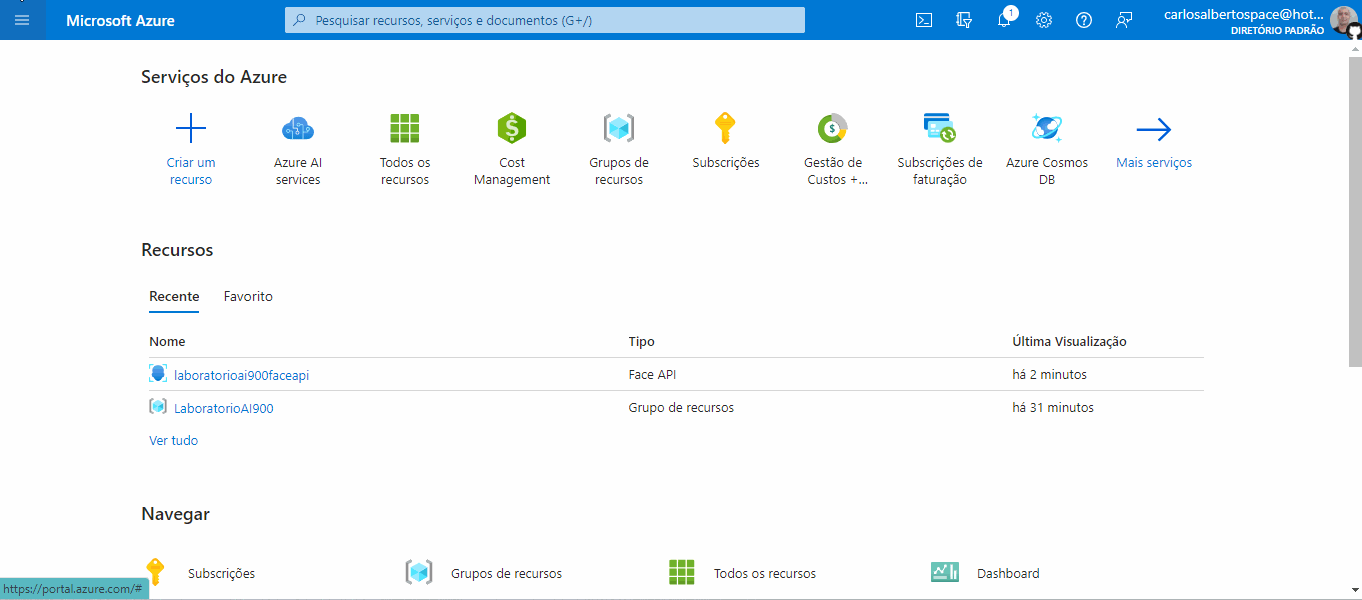 Microsoft Azure
Pesquisar recursos, serviços e documentos (G+/)
1
carlosalbertospace@hot...
DIRETÓRIO PADRÃO
Serviços do Azure
Criar um
recurso
Azure AI
services
Todos os
recursos
Cost
Management
Grupos de
recursos
Subscrições
Gestão de
Custos +...
Subscrições de
faturação
Azure Cosmos
DB
Mais serviços
Recursos
Recente
Favorito
Nome
Tipo
Última Visualização
laboratorioai900faceapi
Face API
há 2 minutos
LaboratorioAI900
Grupo de recursos
há 31 minutos
Ver tudo
Navegar
Subscrições
Grupos de recursos
Todos os recursos
Dashboard
https://portal.azure.com/#